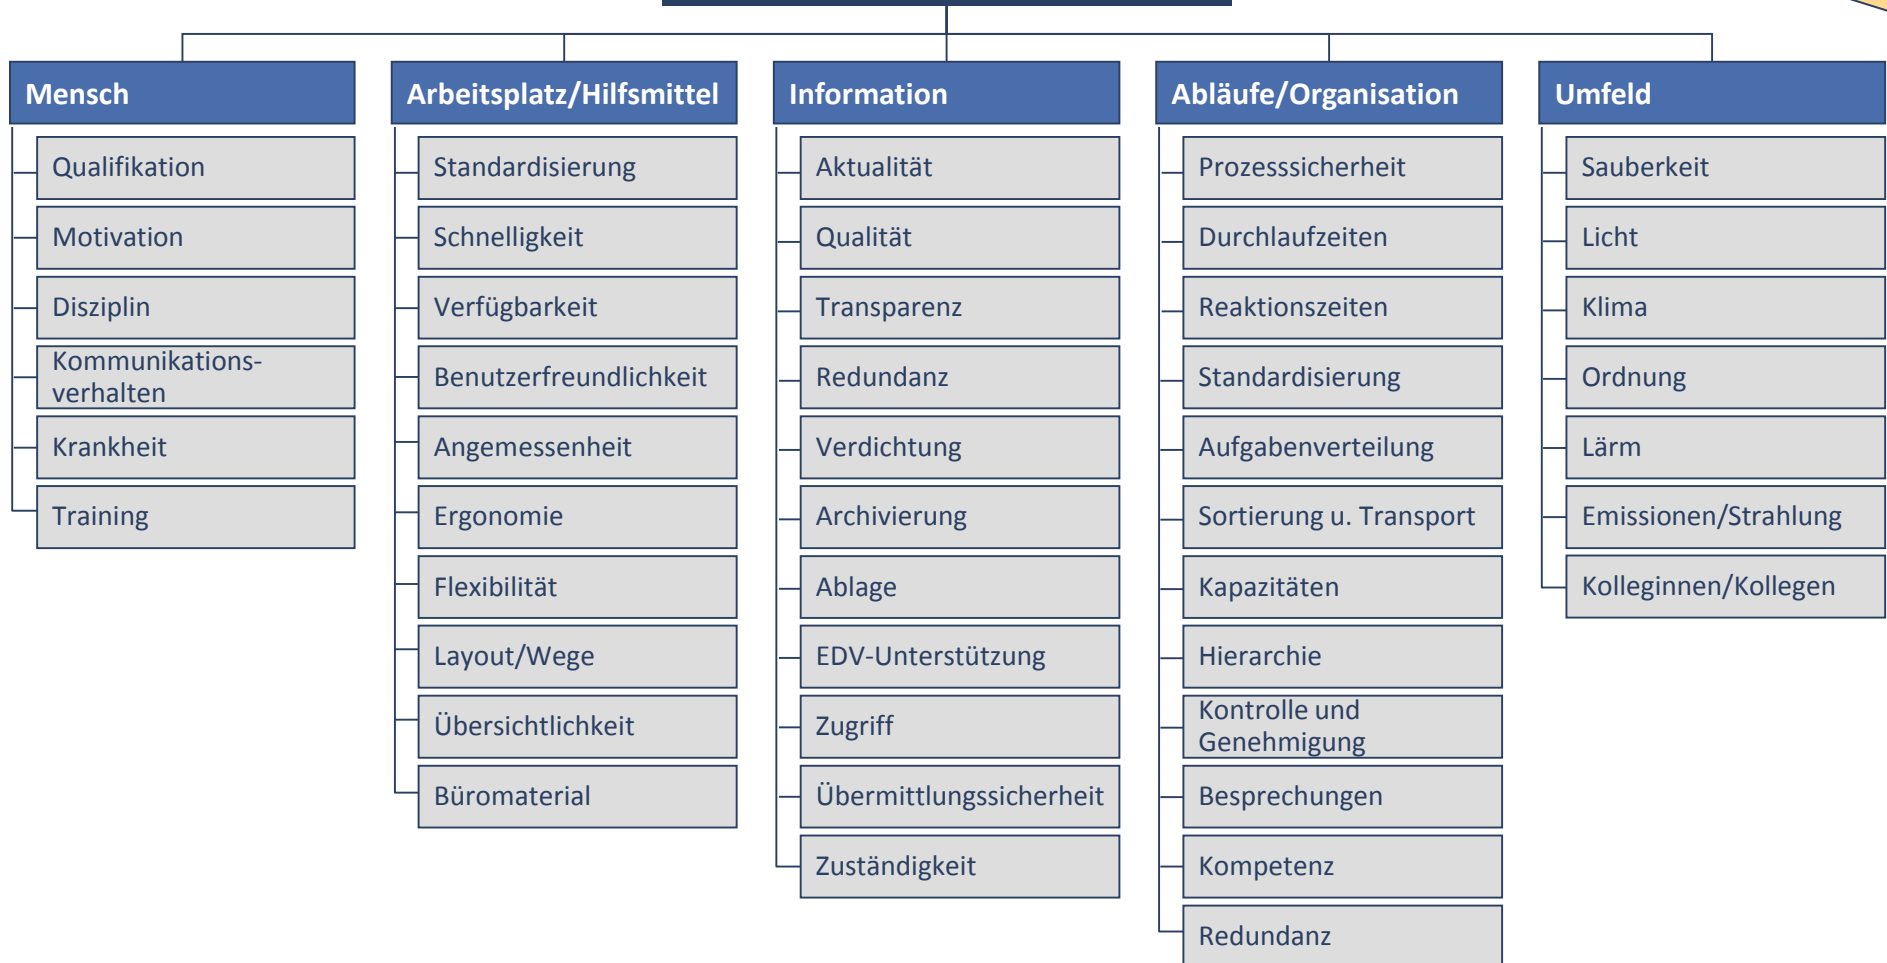 Mensch
Qualifikation
Motivation
Disziplin
Kommunikations-
verhalten
Krankheit
Training
Arbeitsplatz/Hilfsmittel
Standardisierung
Schnelligkeit
Verfügbarkeit
Benutzerfreundlichkeit
Angemessenheit
Ergonomie
Flexibilität
Layout/Wege
Übersichtlichkeit
Büromaterial
Information
Aktualität
Qualität
Transparenz
Redundanz
Verdichtung
Archivierung
Ablage
EDV-Unterstützung
Zugriff
Übermittlungssicherheit
Zuständigkeit
Abläufe/Organisation
Prozesssicherheit
Durchlaufzeiten
Reaktionszeiten
Standardisierung
Aufgabenverteilung
Sortierung u. Transport
Kapazitäten
Hierarchie
Kontrolle und
Genehmigung
Besprechungen
Kompetenz
Redundanz
Umfeld
Sauberkeit
Licht
Klima
Ordnung
Lärm
Emissionen/Strahlung
Kolleginnen/Kollegen